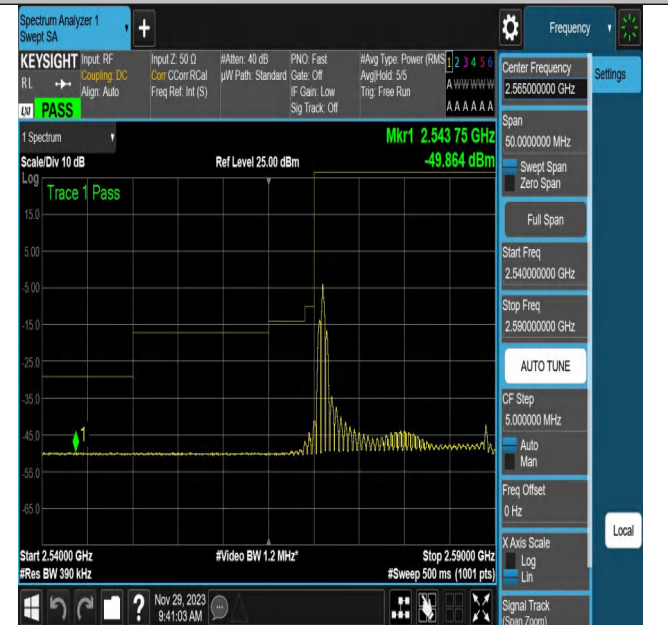 Spectrum Analyzer 1
Swept SA
+
Frequency
KEYSIGHT
RL
LNI PASS
Input: RF
Coupling: DC
Align: Auto
Input Z: 50 Ω
Corr CCorr RCal
Freq Ref: Int (S)
#Atten: 40 dB
µW Path: Standard
PNO: Fast
Gate: Off
IF Gain: Low
Sig Track: Off
#Avg Type: Power (RMS
Avg|Hold: 5/5
Trig: Free Run
1 2 3 4 5 6
A W W W W W
A A A A A A
Center Frequency
2.565000000 GHz
Settings
1 Spectrum
Mkr1 2.543 75 GHz
Scale/Div 10 dB
Ref Level 25.00 dBm
-49.864 dBm
Log
Trace 1 Pass
15.0
5.00
-5.00
-15.0
-25.0
-35.0
-45.0
-55.0
-65.0
1
Start 2.54000 GHz
#Video BW 1.2 MHz*
Stop 2.59000 GHz
#Res BW 390 kHz
#Sweep 500 ms (1001 pts)
Span
50.0000000 MHz
Swept Span
Zero Span
Full Span
Start Freq
2.540000000 GHz
Stop Freq
2.590000000 GHz
AUTO TUNE
CF Step
5.000000 MHz
Auto
Man
Freq Offset
0 Hz
X Axis Scale
Log
Lin
Signal Track
(Span Zoom)
Local
?
Nov 29, 2023
9:41:03 AM